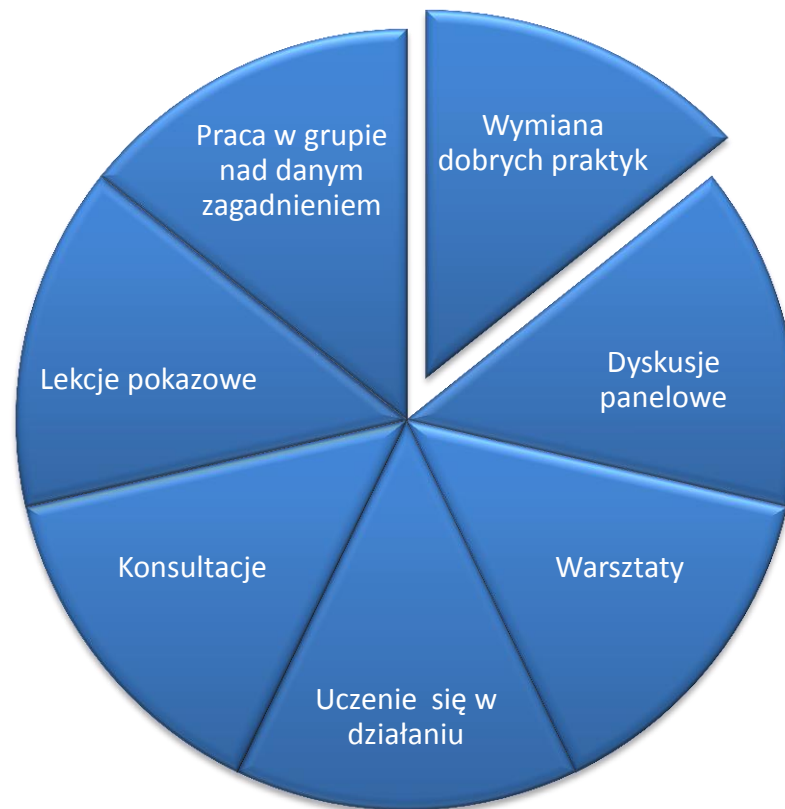 Wymiana
dobrych praktyk
Dyskusje
panelowe
Warsztaty
Uczenie się w
działaniu
Konsultacje
Lekcje pokazowe
Praca w grupie
nad danym
zagadnieniem